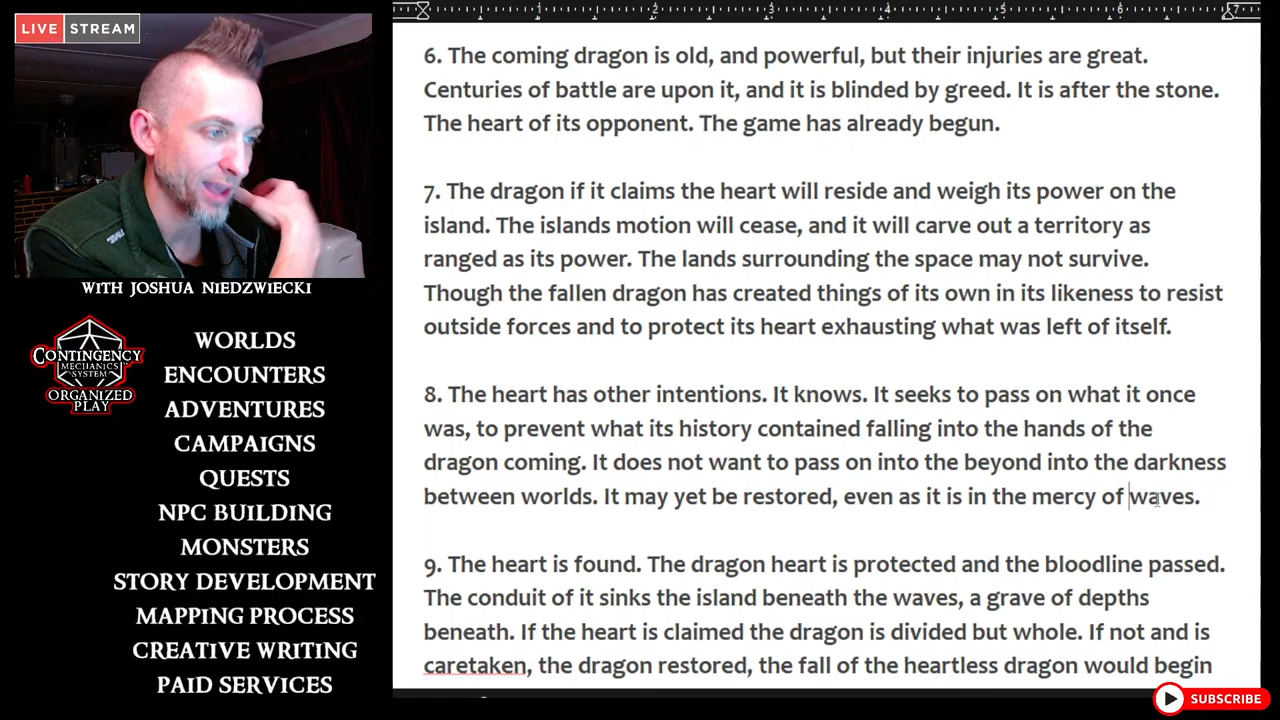 LIVE STREAM
WITH JOSHUA NIEDZWIECKI
CONTINGENCY
MECHANICS
SYSTEM
ORGANIZED
PLAY
WORLDS
ENCOUNTERS
ADVENTURES
CAMPAIGNS
QUESTS
NPC BUILDING
MONSTERS
STORY DEVELOPMENT
MAPPING PROCESS
CREATIVE WRITING
PAID SERVICES
1 2 3 4 5 6 7
6. The coming dragon is old, and powerful, but their injuries are great.
Centuries of battle are upon it, and it is blinded by greed. It is after the stone.
The heart of its opponent. The game has already begun.
7. The dragon if it claims the heart will reside and weigh its power on the
island. The islands motion will cease, and it will carve out a territory as
ranged as its power. The lands surrounding the space may not survive.
Though the fallen dragon has created things of its own in its likeness to resist
outside forces and to protect its heart exhausting what was left of itself.
8. The heart has other intentions. It knows. It seeks to pass on what it once
was, to prevent what its history contained falling into the hands of the
dragon coming. It does not want to pass on into the beyond into the darkness
between worlds. It may yet be restored, even as it is in the mercy of waves.
9. The heart is found. The dragon heart is protected and the bloodline passed.
The conduit of it sinks the island beneath the waves, a grave of depths
beneath. If the heart is claimed the dragon is divided but whole. If not and is
caretaken, the dragon restored, the fall of the heartless dragon would begin
SUBSCRIBE